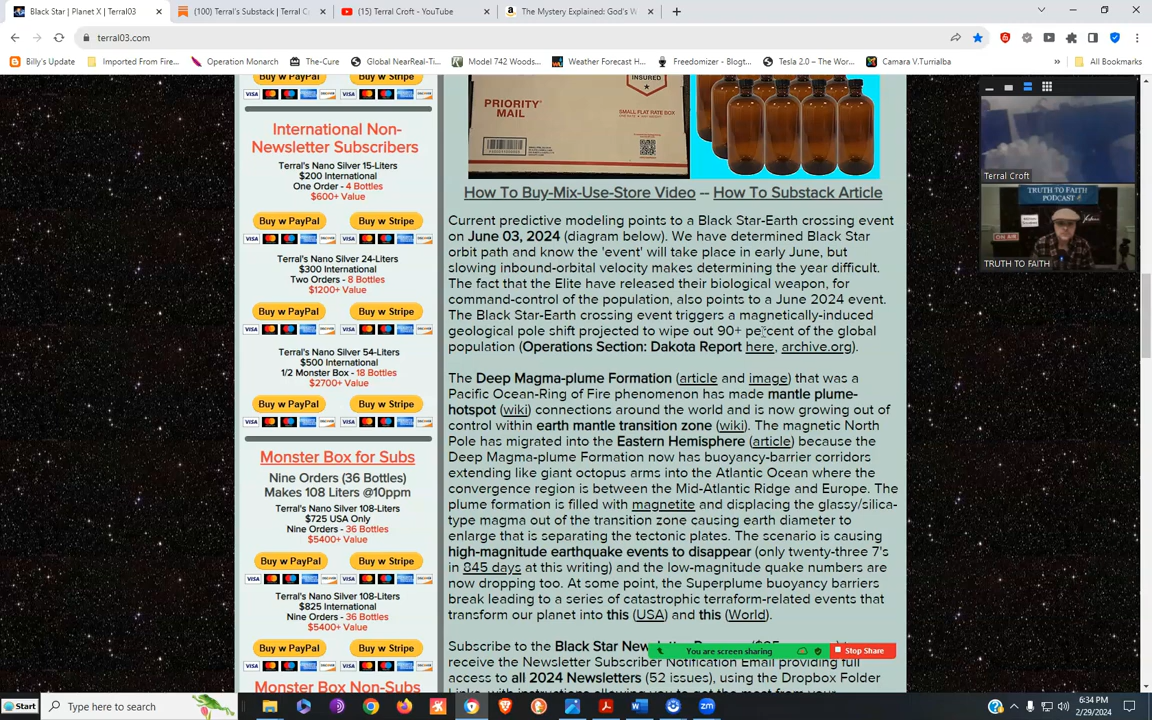 Black Star | Planet X | Terral03
(100) Terral's Substack | Terral C
(15) Terral Croft - YouTube
The Mystery Explained: God's W
terral03.com
Billy's Update
Imported From Firef...
Operation Monarch
The-Cure
Global NearReal-Ti...
Model 742 Woods...
Weather Forecast H...
Freedomizer - Blogt...
Tesla 2.0 – The Wor...
Camara V.Turrialba
All Bookmarks
Buy w PayPal Buy w Stripe
International Non-
Newsletter Subscribers
Terral's Nano Silver 15-Liters
$200 International
One Order - 4 Bottles
$600+ Value
Buy w PayPal Buy w Stripe
Terral's Nano Silver 24-Liters
$300 International
Two Orders - 8 Bottles
$1200+ Value
Buy w PayPal Buy w Stripe
Terral's Nano Silver 54-Liters
$500 International
1/2 Monster Box - 18 Bottles
$2700+ Value
Buy w PayPal Buy w Stripe
Monster Box for Subs
Nine Orders (36 Bottles)
Makes 108 Liters @10ppm
Terral's Nano Silver 108-Liters
$725 USA Only
Nine Orders - 36 Bottles
$5400+ Value
Buy w PayPal Buy w Stripe
Terral's Nano Silver 108-Liters
$825 International
Nine Orders - 36 Bottles
$5400+ Value
Buy w PayPal Buy w Stripe
Monster Box Non-Subs
INSURED
PRIORITY
MAIL
SMALL FLAT RATE BOX
How To Buy-Mix-Use-Store Video -- How To Substack Article
Current predictive modeling points to a Black Star-Earth crossing event
on June 03, 2024 (diagram below). We have determined Black Star
orbit path and know the 'event' will take place in early June, but
slowing inbound-orbital velocity makes determining the year difficult.
The fact that the Elite have released their biological weapon, for
command-control of the population, also points to a June 2024 event.
The Black Star-Earth crossing event triggers a magnetically-induced
geological pole shift projected to wipe out 90+ percent of the global
population (Operations Section: Dakota Report here, archive.org).
The Deep Magma-plume Formation (article and image) that was a
Pacific Ocean-Ring of Fire phenomenon has made mantle plume-
hotspot (wiki) connections around the world and is now growing out of
control within earth mantle transition zone (wiki). The magnetic North
Pole has migrated into the Eastern Hemisphere (article) because the
Deep Magma-plume Formation now has buoyancy-barrier corridors
extending like giant octopus arms into the Atlantic Ocean where the
convergence region is between the Mid-Atlantic Ridge and Europe. The
plume formation is filled with magnetite and displacing the glassy/silica-
type magma out of the transition zone causing earth diameter to
enlarge that is separating the tectonic plates. The scenario is causing
high-magnitude earthquake events to disappear (only twenty-three 7's
in 845 days at this writing) and the low-magnitude quake numbers are
now dropping too. At some point, the Superplume buoyancy barriers
break leading to a series of catastrophic terraform-related events that
transform our planet into this (USA) and this (World).
Subscribe to the Black Star New
receive the Newsletter Subscriber Notification Email providing full
access to all 2024 Newsletters (52 issues), using the Dropbox Folder
You are screen sharing
Stop Share
Terral Croft
TRUTH TO FAITH
PODCAST
ON AIR
TRUTH TO FAITH
Start
Type here to search
6:34 PM
2/29/2024